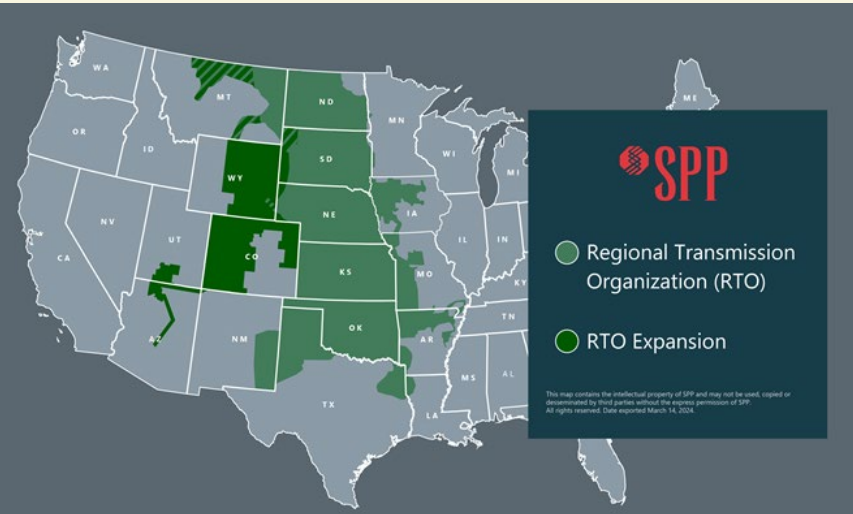 WA
MT
ND
MN
ME
OR
ID
SD
WI
MI
WY
NV
UT
CO
NE
IA
IL
IN
CA
KS
MO
KY
AZ
NM
OK
AR
TN
TX
MS
AL
LA
SPP
Regional Transmission
Organization (RTO)
RTO Expansion
This map contains the intellectual property of SPP and may not be used, copied or
desseminated by third parties without the express permission of SPP.
All rights reserved. Date exported March 14, 2024.